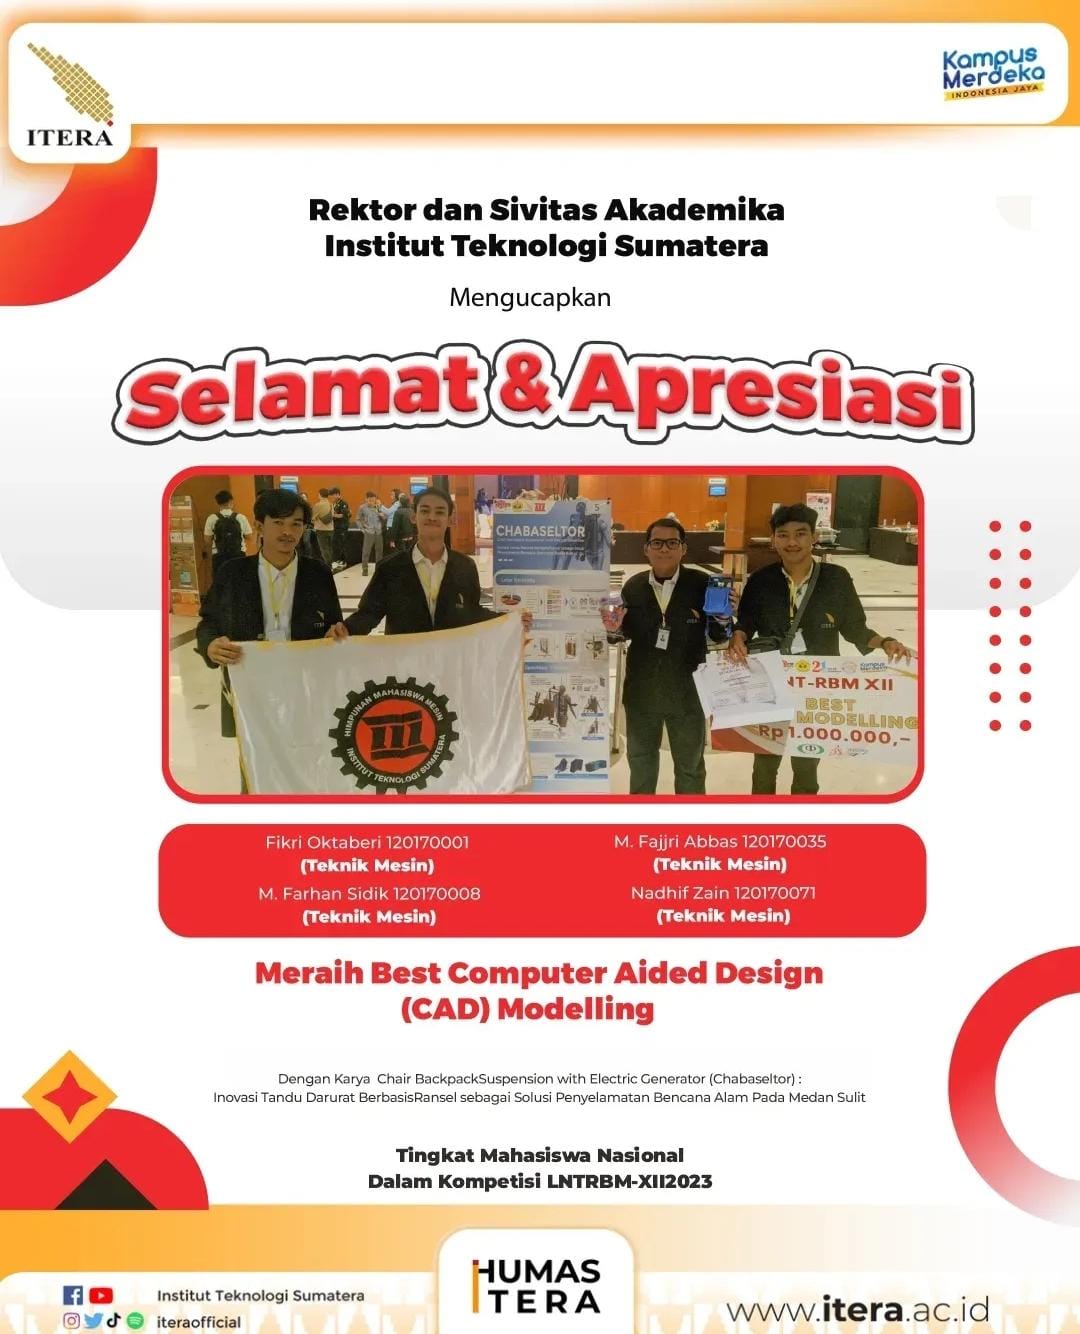 ITERA
Kampus
Merdeka
INDONESIA JAYA
Rektor dan Sivitas Akademika
Institut Teknologi Sumatera
Mengucapkan
Selamat & Apresiasi
CHABASELTOR
5
HIMPUNAN MAHASISWA MESIN
INSTITUT TEKNOLOGI SUMATERA
Kampus
Merdeka
NT-RBM XII
BEST
MODELLING
Rp 1.000.000,-
Fikri Oktaberi 120170001
(Teknik Mesin)
M. Farhan Sidik 120170008
(Teknik Mesin)
M. Fajjri Abbas 120170035
(Teknik Mesin)
Nadhif Zain 120170071
(Teknik Mesin)
Meraih Best Computer Aided Design
(CAD) Modelling
Dengan Karya Chair BackpackSuspension with Electric Generator (Chabaseltor) :
Inovasi Tandu Darurat BerbasisRansel sebagai Solusi Penyelamatan Bencana Alam Pada Medan Sulit
Tingkat Mahasiswa Nasional
Dalam Kompetisi LNTRBM-XII2023
Institut Teknologi Sumatera
iteraofficial
HUMAS
ITERA
www.itera.ac.id